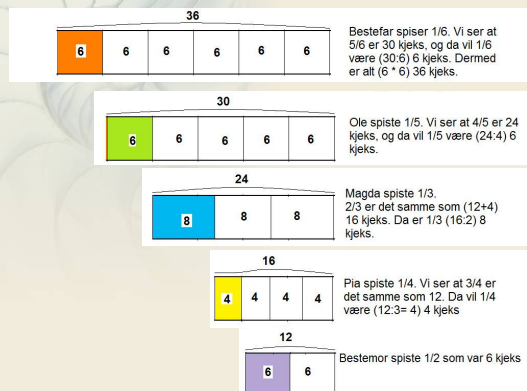 36
6 6 6 6 6 6
Bestefar spiser 1/6. Vi ser at
5/6 er 30 kjeks, og da vil 1/6
være (30:6) 6 kjeks. Dermed
er alt (6 * 6) 36 kjeks.
30
6 6 6 6 6
Ole spiste 1/5. Vi ser at 4/5 er 24
kjeks, og da vil 1/5 være (24:4) 6
kjeks.
24
8 8 8
Magda spiste 1/3.
2/3 er det samme som (12+4)
16 kjeks. Da er 1/3 (16:2) 8
kjeks.
16
4 4 4 4
Pia spiste 1/4. Vi ser at 3/4 er
det samme som 12. Da vil 1/4
være (12:3= 4) 4 kjeks
12
6 6
Bestemor spiste 1/2 som var 6 kjeks